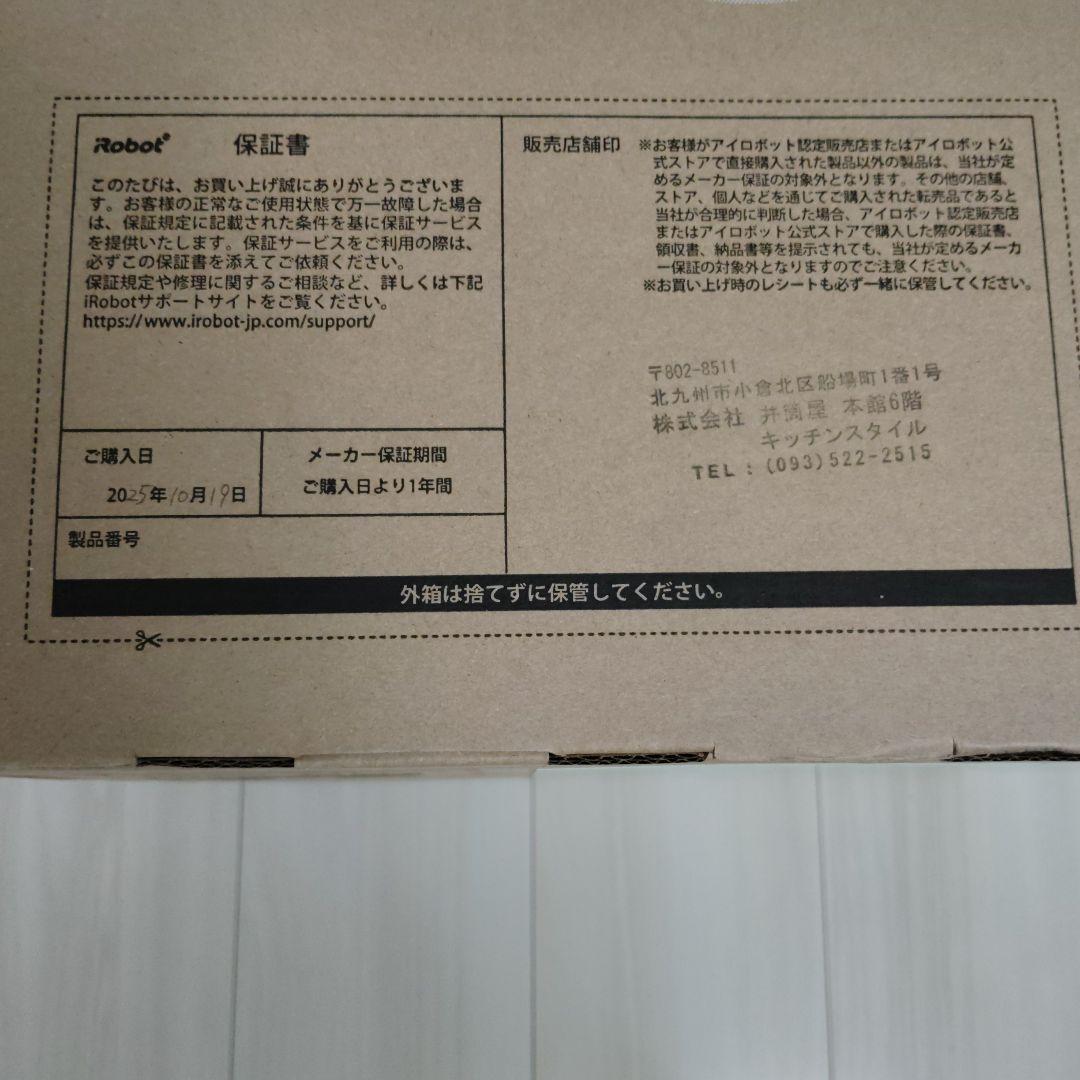 iRobot® 保証書
このたびは、お買い上げ誠にありがとうございま
す。お客様の正常なご使用状態で万一故障した場合
は、保証規定に記載された条件を基に保証サービス
を提供いたします。保証サービスをご利用の際は、
必ずこの保証書を添えてご依頼ください。
保証規定や修理に関するご相談など、詳しくは下記
iRobotサポートサイトをご覧ください。
https://www.irobot-jp.com/support/
ご購入日
2025年10月19日
メーカー保証期間
ご購入日より1年間
製品番号
販売店舗印
※お客様がアイロボット認定販売店またはアイロボット公
式ストアで直接購入された製品以外の製品は、当社が定
めるメーカー保証の対象外となります。その他の店舗、
ストア、個人などを通じてご購入された転売品であると
当社が合理的に判断した場合、アイロボット認定販売店
またはアイロボット公式ストアで購入した際の保証書、
領収書、納品書等を提示されても、当社が定めるメーカ
ー保証の対象外となりますのでご注意ください。
※お買い上げ時のレシートも必ず一緒に保管してください。
〒802-8511
北九州市小倉北区船場町1番1号
株式会社 井筒屋 本館6階
キッチンスタイル
TEL:(093)522-2515
外箱は捨てずに保管してください。